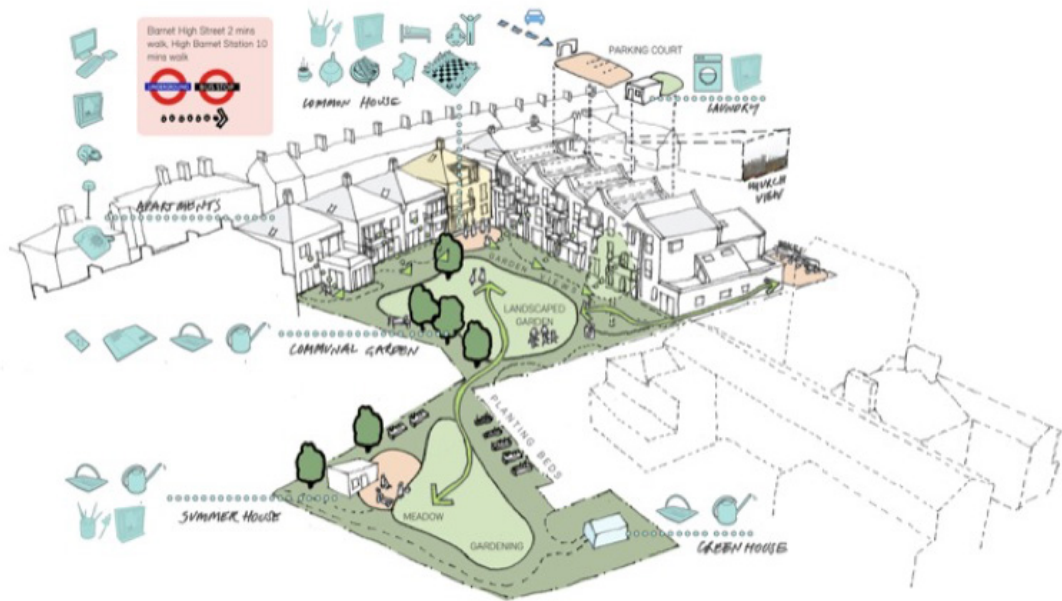 Barnet High Street 2 mins
walk, High Barnet Station 10
mins walk
UNDERGROUND
BUS STOP
COMMON HOUSE
PARKING COURT
LAUNDRY
CHURCH
VIEW
APARTMENTS
GARDEN VIEWS
LANDSCAPED
GARDEN
COMMUNAL GARDEN
PLANTING BEDS
SUMMER HOUSE
MEADOW
GARDENING
GREEN HOUSE